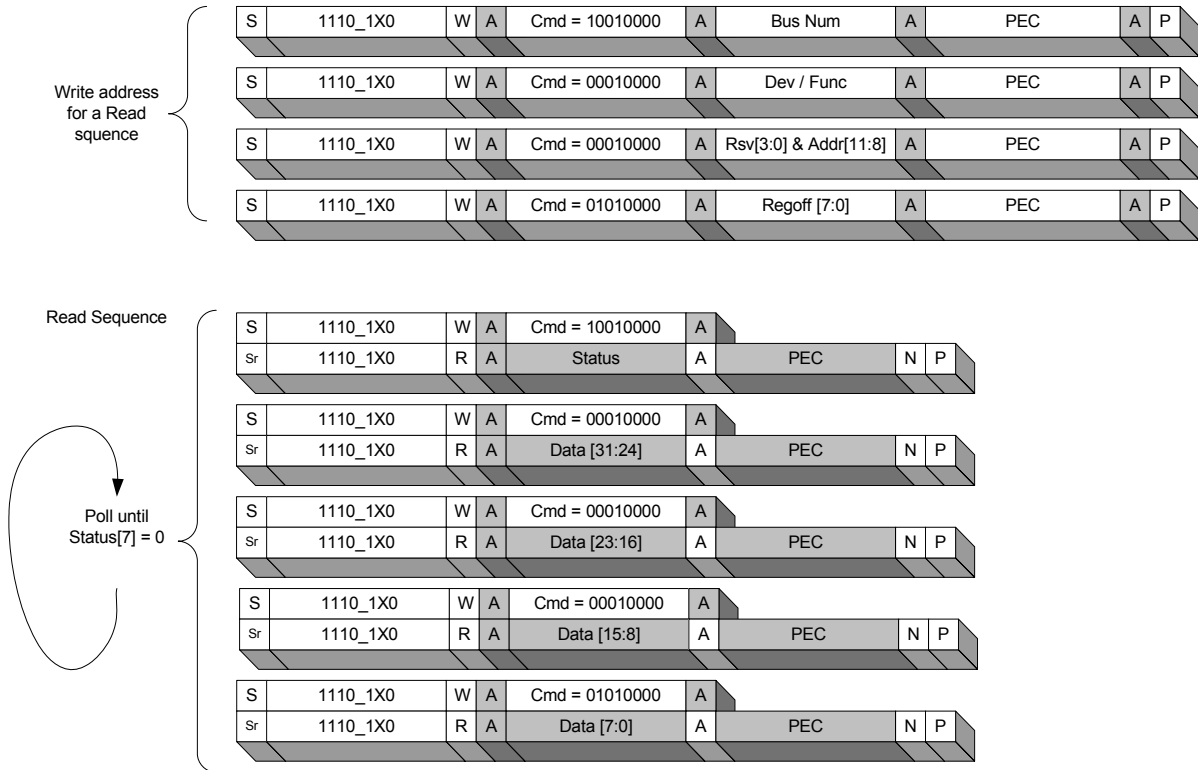 S 1110_1X0 W A Cmd = 10010000 A Bus Num A PEC A P
Write address
for a Read
squence
S 1110_1X0 W A Cmd = 00010000 A Dev / Func A PEC A P
S 1110_1X0 W A Cmd = 00010000 A Rsv[3:0] & Addr[11:8] A PEC A P
S 1110_1X0 W A Cmd = 01010000 A Regoff [7:0] A PEC A P
Read Sequence
S 1110_1X0 W A Cmd = 10010000 A
Sr 1110_1X0 R A Status A PEC N P
S 1110_1X0 W A Cmd = 00010000 A
Sr 1110_1X0 R A Data [31:24] A PEC N P
Poll until
Status[7] = 0
S 1110_1X0 W A Cmd = 00010000 A
Sr 1110_1X0 R A Data [23:16] A PEC N P
S 1110_1X0 W A Cmd = 00010000 A
Sr 1110_1X0 R A Data [15:8] A PEC N P
S 1110_1X0 W A Cmd = 01010000 A
Sr 1110_1X0 R A Data [7:0] A PEC N P